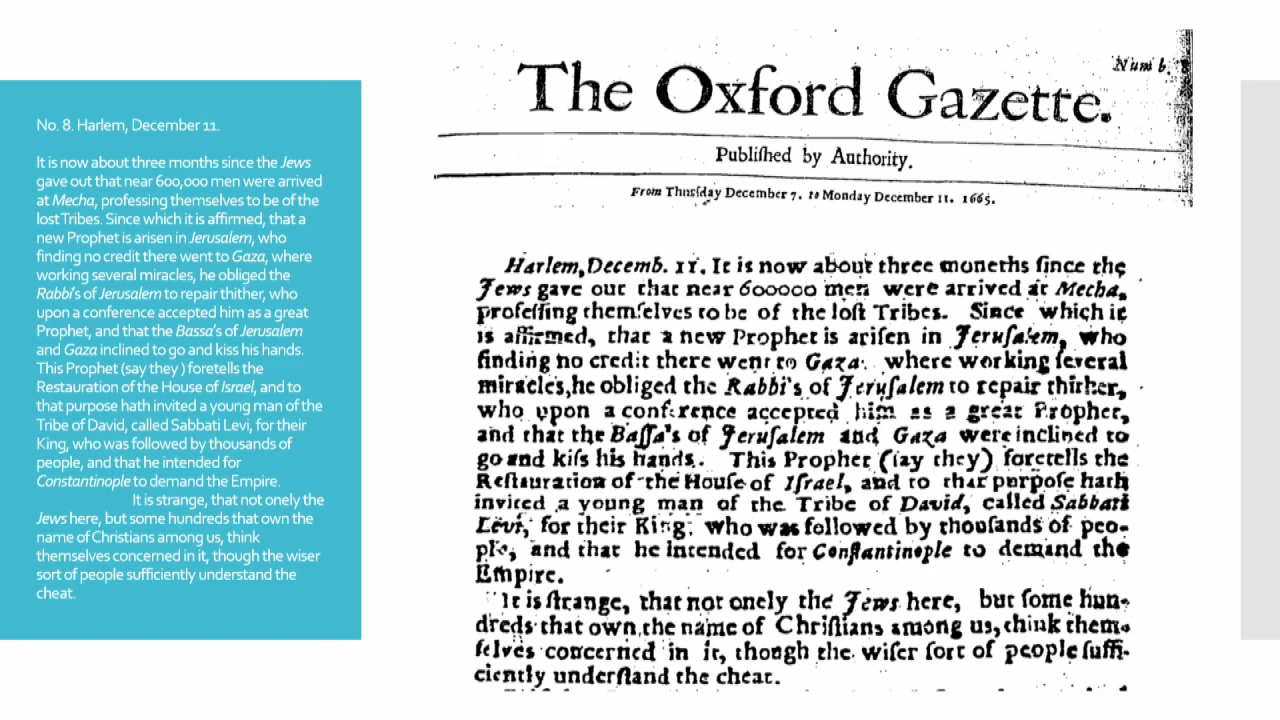 No. 8. Harlem, December 11.
It is now about three months since the Jews
gave out that near 600,000 men were arrived
at Mecha, professing themselves to be of the
lost Tribes. Since which it is affirmed, that a
new Prophet is arisen in Jerusalem, who
finding no credit there went to Gaza, where
working several miracles, he obliged the
Rabbi's of Jerusalem to repair thither, who
upon a conference accepted him as a great
Prophet, and that the Bassa's of Jerusalem
and Gaza inclined to go and kiss his hands.
This Prophet (say they ) foretells the
Restauration of the House of Israel, and to
that purpose hath invited a young man of the
Tribe of David, called Sabbati Levi, for their
King, who was followed by thousands of
people, and that he intended for
Constantinople to demand the Empire.
It is strange, that not onely the
Jews here, but some hundreds that own the
name of Christians among us, think
themselves concerned in it, though the wiser
sort of people sufficiently understand the
cheat.
Numb. 8
The Oxford Gazette.
Publiſhed by Authority.
From Thurſday December 7. to Monday December 11. 1665.
Harlem, Decemb. 11. It is now about three moneths ſince the
Jews gave out that near 600000 men were arrived at Mecha,
profeſſing themſelves to be of the loſt Tribes. Since which it
is affirmed, that a new Prophet is ariſen in Jeruſalem, who
finding no credit there went to Gaza: where working ſeveral
miracles, he obliged the Rabbi's of Jeruſalem to repair thither,
who upon a conference accepted him as a great Prophet,
and that the Baſſa's of Jeruſalem and Gaza were inclined to
go and kiſs his hands. This Prophet (ſay they) foretells the
Reſtauration of the Houſe of Iſrael, and to that purpoſe hath
invited a young man of the Tribe of David, called Sabbati
Levi, for their King, who was followed by thouſands of peo-
ple, and that he intended for Conſtantinople to demand the
Empire.
It is ſtrange, that not onely the Jews here, but ſome hun-
dreds that own the name of Chriſtians among us, think them-
ſelves concerned in it, though the wiſer ſort of people ſuffi-
ciently underſtand the cheat.